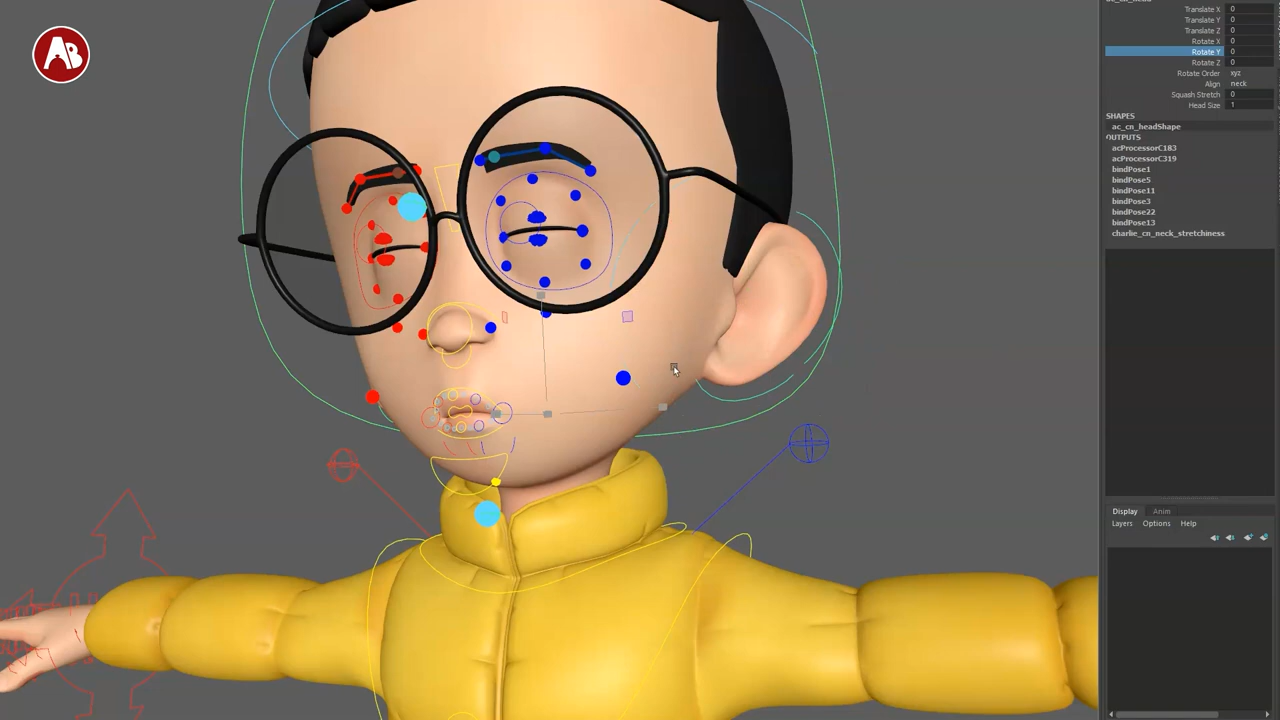 AB
ac_cn_head
Translate X 0
Translate Y 0
Translate Z 0
Rotate X 0
Rotate Y 0
Rotate Z 0
Rotate Order xyz
Align neck
Squash Stretch 0
Head Size 1
SHAPES
ac_cn_headShape
OUTPUTS
acProcessorC183
acProcessorC319
bindPose1
bindPose5
bindPose11
bindPose3
bindPose22
bindPose13
charlie_cn_neck_stretchiness
Display Anim
Layers Options Help